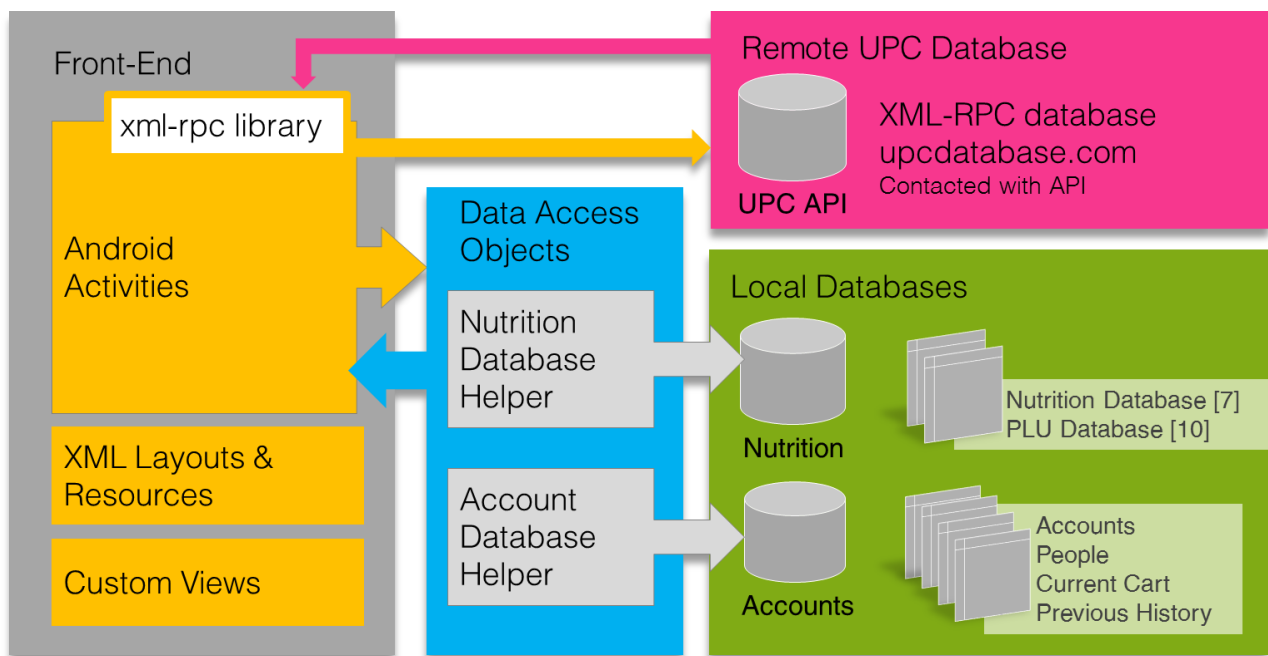 Front-End
xml-rpc library
Android
Activities
XML Layouts &
Resources
Custom Views
Data Access
Objects
Nutrition
Database
Helper
Account
Database
Helper
Remote UPC Database
XML-RPC database
upcdatabase.com
Contacted with API
UPC API
Local Databases
Nutrition
Nutrition Database [7]
PLU Database [10]
Accounts
Accounts
People
Current Cart
Previous History